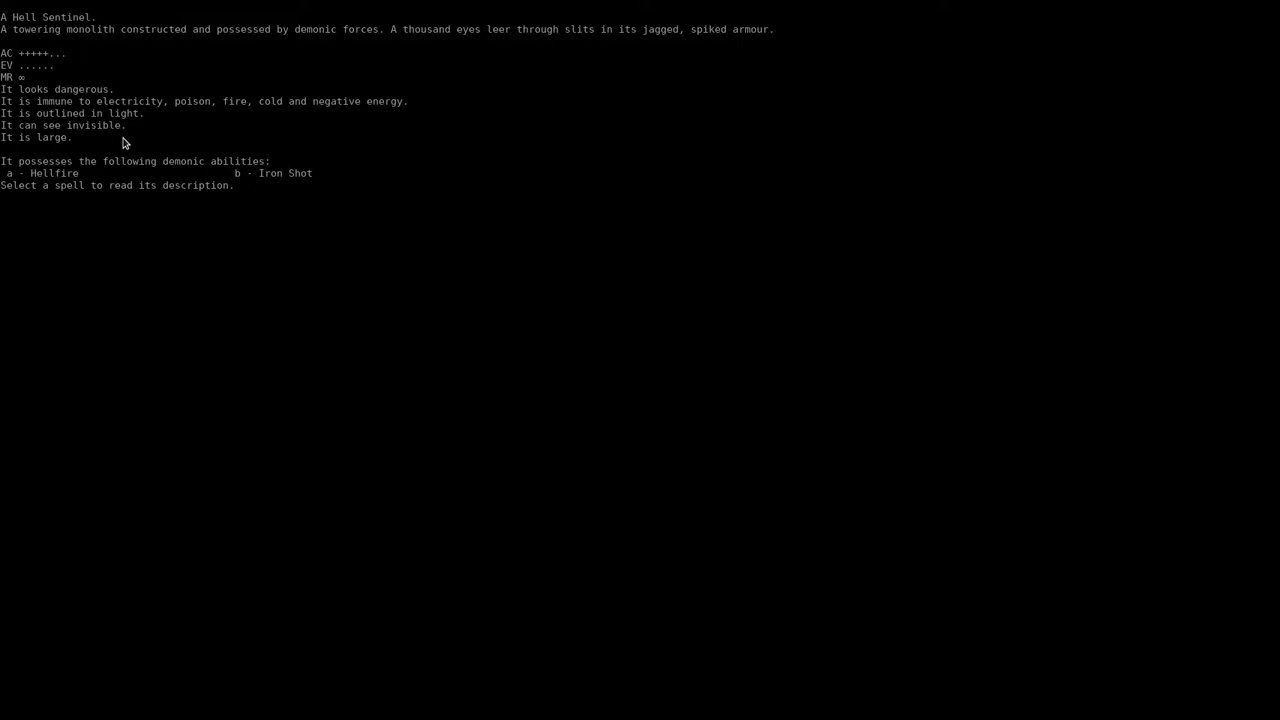 A Hell Sentinel.
A towering monolith constructed and possessed by demonic forces. A thousand eyes leer through slits in its jagged, spiked armour.
AC +++++...
EV ......
MR ∞
It looks dangerous.
It is immune to electricity, poison, fire, cold and negative energy.
It is outlined in light.
It can see invisible.
It is large.
It possesses the following demonic abilities:
a - Hellfire b - Iron Shot
Select a spell to read its description.